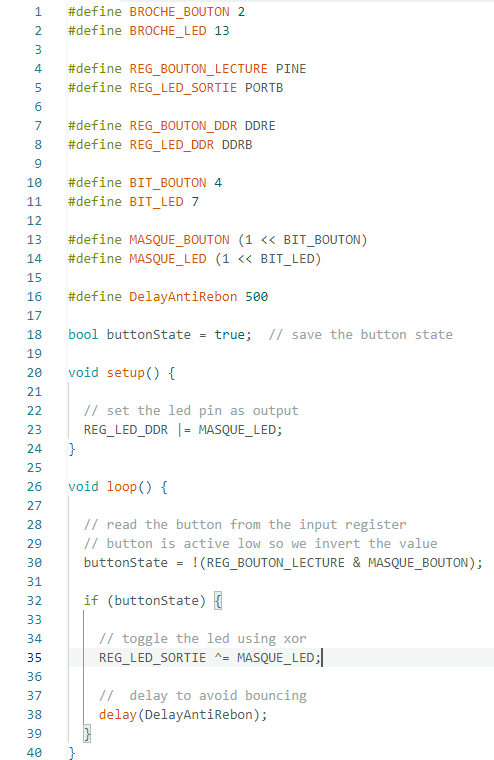 1 #define BROCHE_BOUTON 2
2 #define BROCHE_LED 13
3
4 #define REG_BOUTON_LECTURE PINE
5 #define REG_LED_SORTIE PORTB
6
7 #define REG_BOUTON_DDR DDRE
8 #define REG_LED_DDR DDRB
9
10 #define BIT_BOUTON 4
11 #define BIT_LED 7
12
13 #define MASQUE_BOUTON (1 << BIT_BOUTON)
14 #define MASQUE_LED (1 << BIT_LED)
15
16 #define DelayAntiRebon 500
17
18 bool buttonState = true;  // save the button state
19
20 void setup() {
21
22   // set the led pin as output
23   REG_LED_DDR |= MASQUE_LED;
24 }
25
26 void loop() {
27
28   // read the button from the input register
29   // button is active low so we invert the value
30   buttonState = !(REG_BOUTON_LECTURE & MASQUE_BOUTON);
31
32   if (buttonState) {
33
34     // toggle the led using xor
35     REG_LED_SORTIE ^= MASQUE_LED;
36
37     //  delay to avoid bouncing
38     delay(DelayAntiRebon);
39   }
40 }